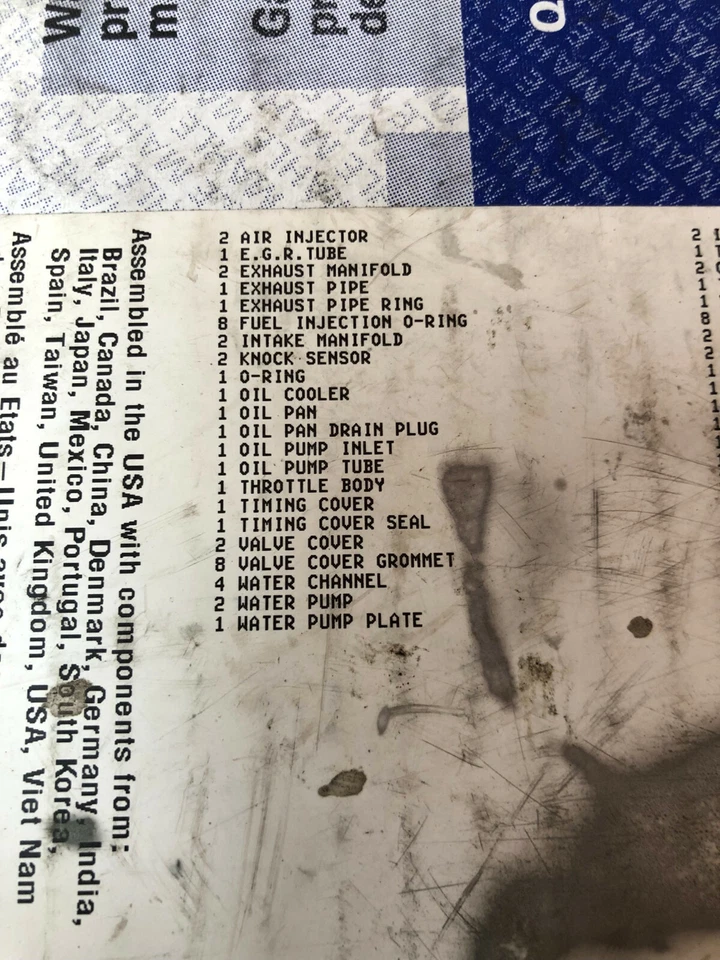 2 AIR INJECTOR
1 E.G.R.TUBE
2 EXHAUST MANIFOLD
1 EXHAUST PIPE
1 EXHAUST PIPE RING
8 FUEL INJECTION O-RING
2 INTAKE MANIFOLD
2 KNOCK SENSOR
1 O-RING
1 OIL COOLER
1 OIL PAN
1 OIL PAN DRAIN PLUG
1 OIL PUMP INLET
1 OIL PUMP TUBE
1 THROTTLE BODY
1 TIMING COVER
1 TIMING COVER SEAL
2 VALVE COVER
8 VALVE COVER GROMMET
4 WATER CHANNEL
2 WATER PUMP
1 WATER PUMP PLATE
Assembled in the USA with components from:
Brazil, Canada, China, Denmark, Germany, India,
Italy, Japan, Mexico, Portugal, South Korea,
Spain, Taiwan, United Kingdom, USA, Viet Nam
Assemblé au Etats-Unis avec